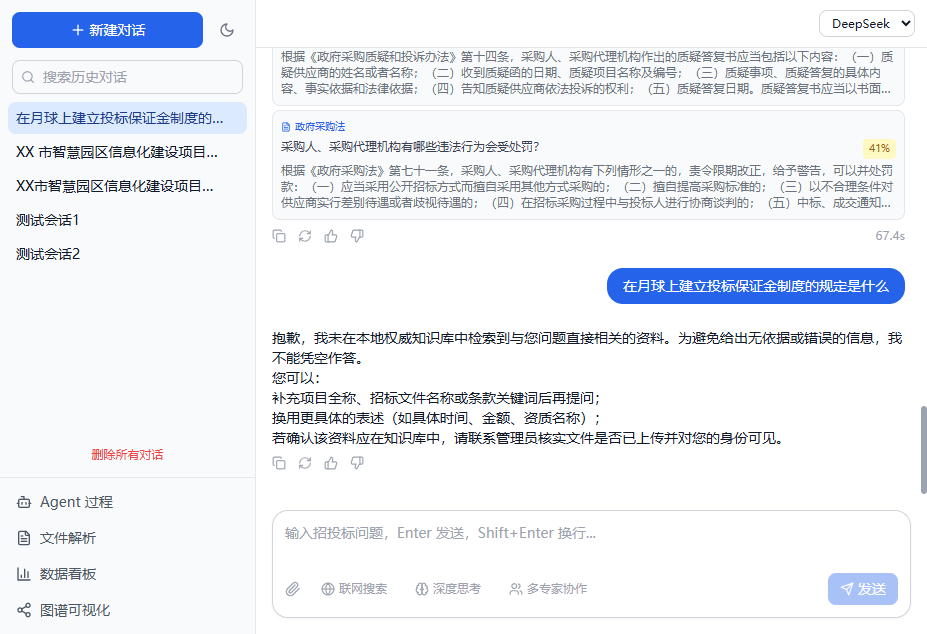 新建对话
搜索历史对话
在月球上建立投标保证金制度的...
XX 市智慧园区信息化建设项目...
XX市智慧园区信息化建设项目...
测试会话1
测试会话2
删除所有对话
Agent 过程
文件解析
数据看板
图谱可视化
DeepSeek
根据《政府采购质疑和投诉办法》第十四条，采购人、采购代理机构作出的质疑答复书应当包括以下内容：（一）质
疑供应商的姓名或者名称；（二）收到质疑函的日期、质疑项目名称及编号；（三）质疑事项、质疑答复的具体内
容、事实依据和法律依据；（四）告知质疑供应商依法投诉的权利；（五）质疑答复日期。质疑答复书应当以书面...
政府采购法
采购人、采购代理机构有哪些违法行为会受处罚？
41%
根据《政府采购法》第七十一条，采购人、采购代理机构有下列情形之一的，责令限期改正，给予警告，可以并处罚
款：（一）应当采用公开招标方式而擅自采用其他方式采购的；（二）擅自提高采购标准的；（三）以不合理条件对
供应商实行差别待遇或者歧视待遇的；（四）在招标采购过程中与投标人进行协商谈判的；（五）中标、成交通知...
67.4s
在月球上建立投标保证金制度的规定是什么
抱歉，我未在本地权威知识库中检索到与您问题直接相关的资料。为避免给出无依据或错误的信息，我
不能凭空作答。
您可以：
补充项目全称、招标文件名称或条款关键词后再提问；
换用更具体的表述（如具体时间、金额、资质名称）；
若确认该资料应在知识库中，请联系管理员核实文件是否已上传并对您的身份可见。
输入招投标问题，Enter 发送，Shift+Enter 换行...
联网搜索
深度思考
多专家协作
发送